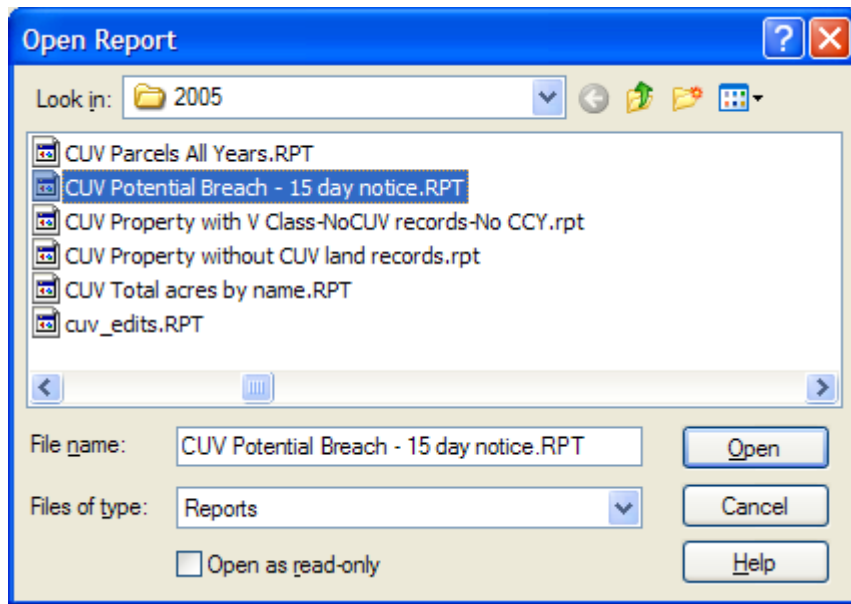 Open Report
Look in: 2005
CUV Parcels All Years.RPT
CUV Potential Breach - 15 day notice.RPT
CUV Property with V Class-NoCUV records-No CCY.rpt
CUV Property without CUV land records.rpt
CUV Total acres by name.RPT
cuv_edits.RPT
File name: CUV Potential Breach - 15 day notice.RPT Open
Files of type: Reports Cancel
Open as read-only Help